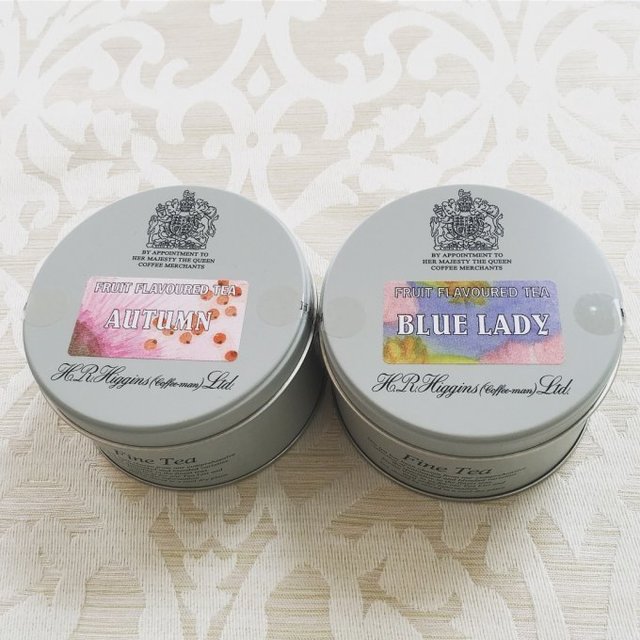 BY APPOINTMENT TO
HER MAJESTY THE QUEEN
COFFEE MERCHANTS
FRUIT FLAVOURED TEA
AUTUMN
H.R.Higgins (Coffee-man) Ltd.
Fine Tea
BY APPOINTMENT TO
HER MAJESTY THE QUEEN
COFFEE MERCHANTS
FRUIT FLAVOURED TEA
BLUE LADY
H.R.Higgins (Coffee-man) Ltd.
Fine Tea